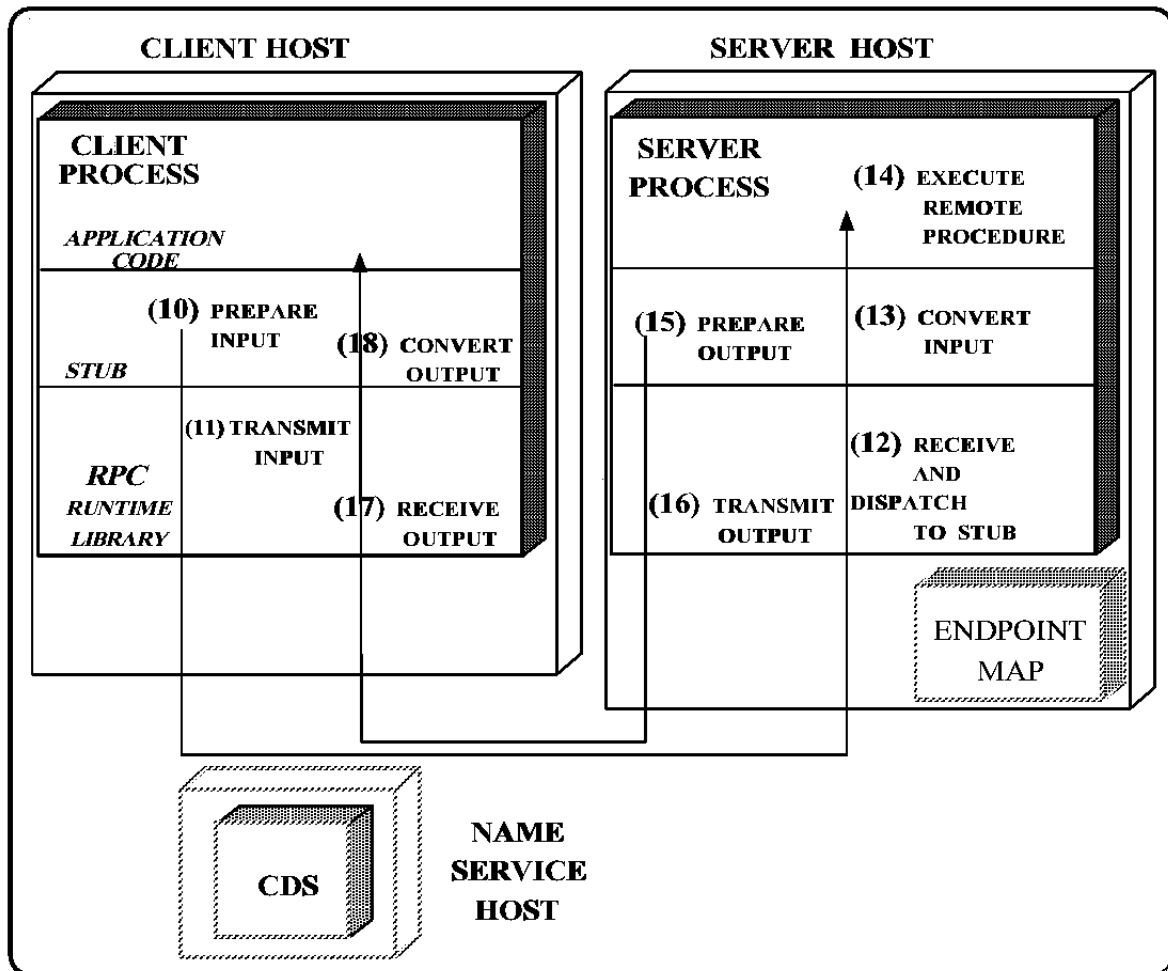 CLIENT HOST
SERVER HOST
CLIENT
PROCESS
APPLICATION
CODE
(10) PREPARE
INPUT
(18) CONVERT
OUTPUT
STUB
(11) TRANSMIT
INPUT
RPC
RUNTIME
LIBRARY
(17) RECEIVE OUTPUT
SERVER
PROCESS
(14) EXECUTE
REMOTE
PROCEDURE
(15) PREPARE
OUTPUT
(13) CONVERT
INPUT
(16) TRANSMIT
OUTPUT
(12) RECEIVE
AND
DISPATCH
TO STUB
ENDPOINT
MAP
CDS
NAME
SERVICE
HOST